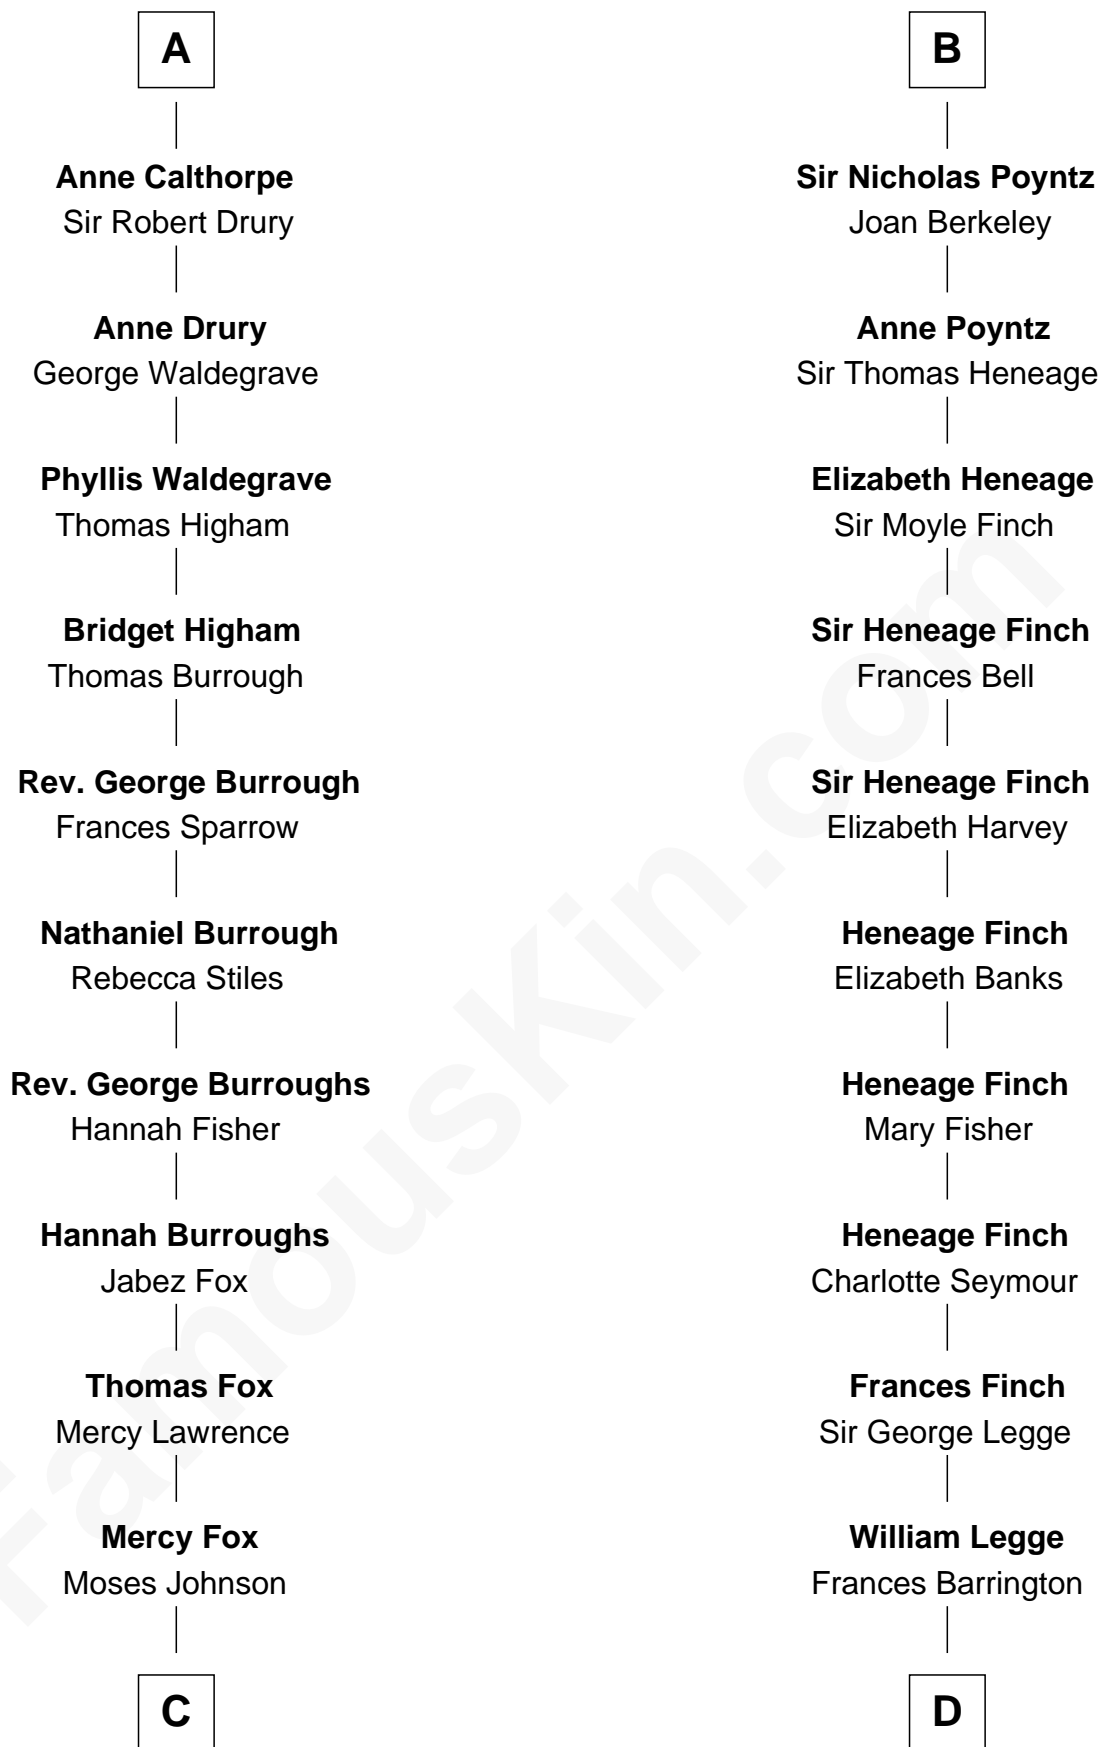 A
Anne Calthorpe
Sir Robert Drury
Anne Drury
George Waldegrave
Phyllis Waldegrave
Thomas Higham
Bridget Higham
Thomas Burrough
Rev. George Burrough
Frances Sparrow
Nathaniel Burrough
Rebecca Stiles
Rev. George Burroughs
Hannah Fisher
Hannah Burroughs
Jabez Fox
Thomas Fox
Mercy Lawrence
Mercy Fox
Moses Johnson
C
B
Sir Nicholas Poyntz
Joan Berkeley
Anne Poyntz
Sir Thomas Heneage
Elizabeth Heneage
Sir Moyle Finch
Sir Heneage Finch
Frances Bell
Sir Heneage Finch
Elizabeth Harvey
Heneage Finch
Elizabeth Banks
Heneage Finch
Mary Fisher
Heneage Finch
Charlotte Seymour
Frances Finch
Sir George Legge
William Legge
Frances Barrington
D
FamousKin.com